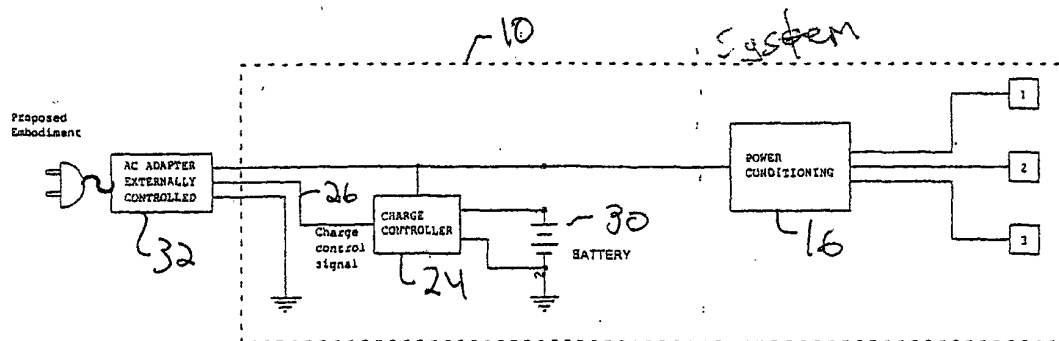 10
System
Proposed
Embodiment
AC ADAPTER
EXTERNALLY
CONTROLLED
32
26
Charge
control
signal
CHARGE
CONTROLLER
24
30
BATTERY
2
POWER
CONDITIONING
16
1
2
3